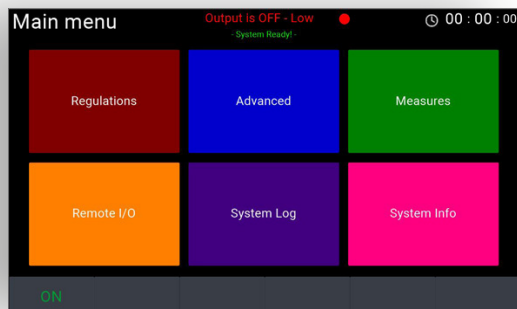 Main menu
Output is OFF - Low
00 : 00 : 00
- System Ready! -
Regulations
Advanced
Measures
Remote I/O
System Log
System Info
ON